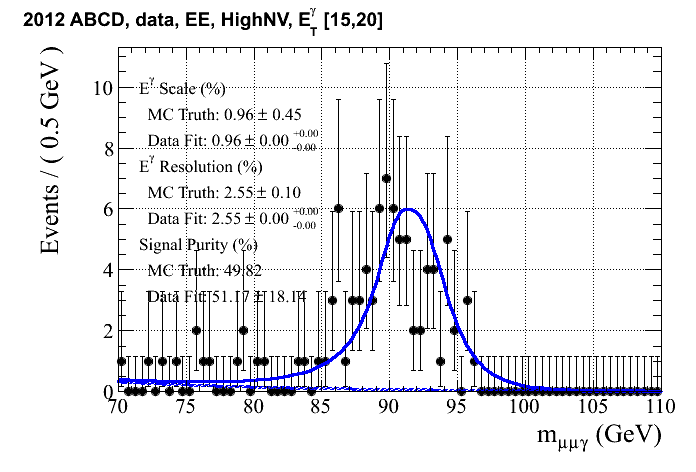 2012 ABCD, data, EE, HighNV, E_T^γ [15,20]
Events / ( 0.5 GeV )
10
8
6
4
2
0
E^γ Scale (%)
MC Truth: 0.96 ± 0.45
Data Fit: 0.96 ± 0.00 +0.00 -0.00
E^γ Resolution (%)
MC Truth: 2.55 ± 0.10
Data Fit: 2.55 ± 0.00 +0.00 -0.00
Signal Purity (%)
MC Truth: 49.82
Data Fit: 51.17 ± 18.14
70 75 80 85 90 95 100 105 110
m_μμγ (GeV)